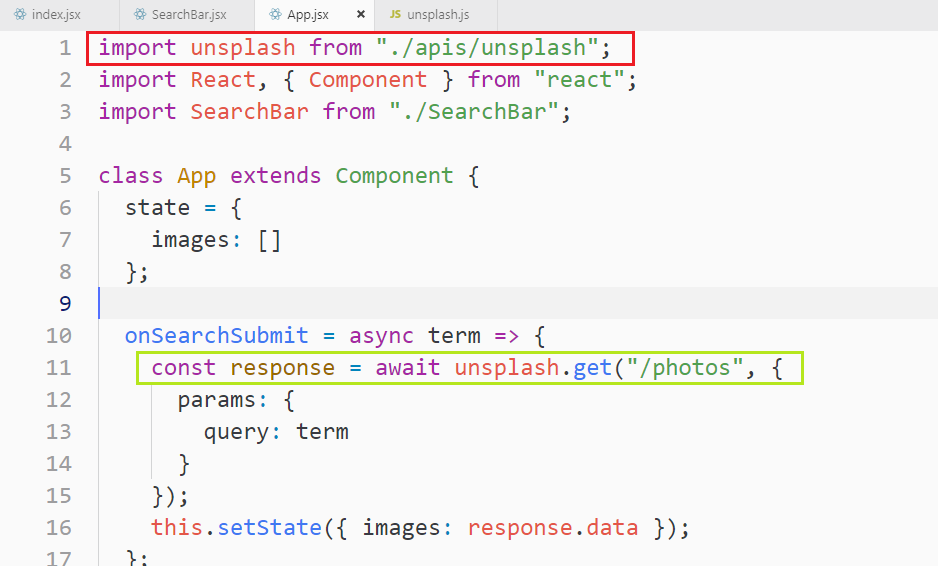 index.jsx SearchBar.jsx App.jsx × JS unsplash.js
1 import unsplash from "./apis/unsplash";
2 import React, { Component } from "react";
3 import SearchBar from "./SearchBar";
4
5 class App extends Component {
6 state = {
7 images: []
8 };
9
10 onSearchSubmit = async term => {
11 const response = await unsplash.get("/photos", {
12 params: {
13 query: term
14 }
15 });
16 this.setState({ images: response.data });
17 };